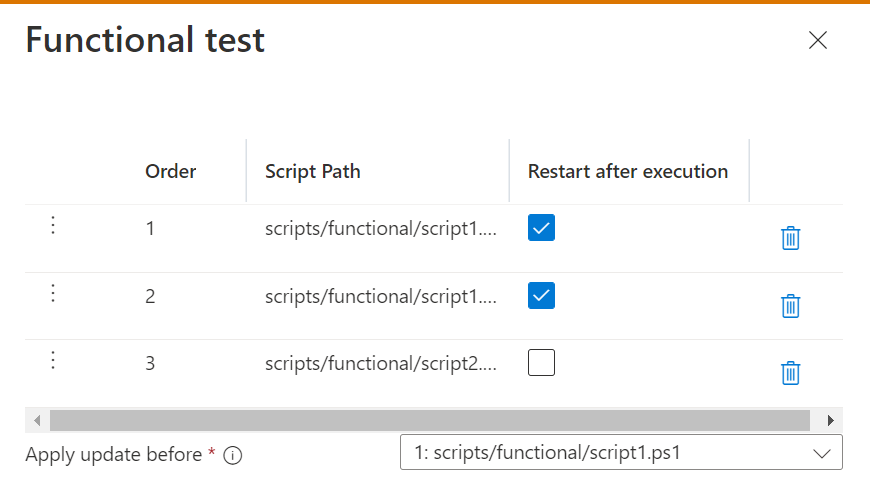 Functional test
Order Script Path Restart after execution
1 scripts/functional/script1....
2 scripts/functional/script1....
3 scripts/functional/script2....
Apply update before * 1: scripts/functional/script1.ps1